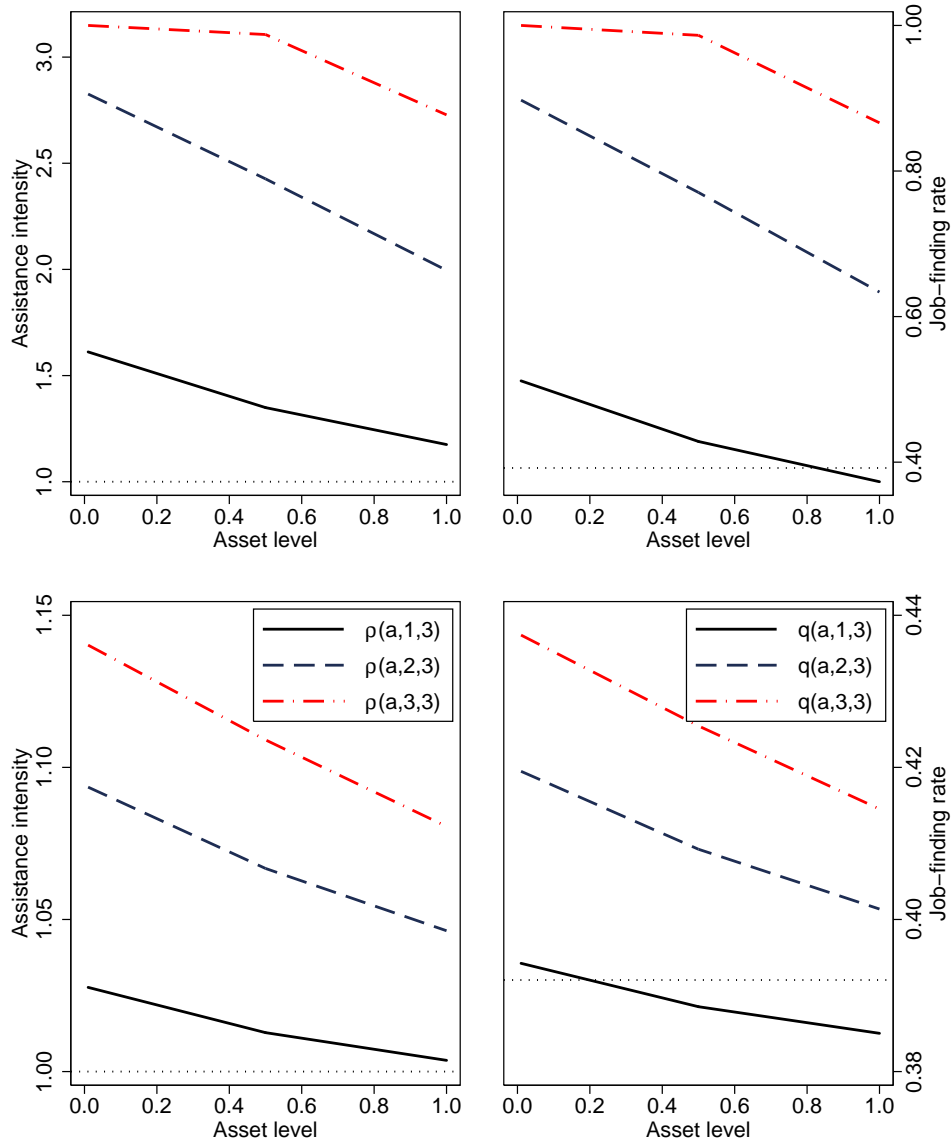 Assistance intensity
3.0
2.5
2.0
1.5
1.0
0.0 0.2 0.4 0.6 0.8 1.0
Asset level
Job−finding rate
1.00
0.80
0.60
0.40
0.0 0.2 0.4 0.6 0.8 1.0
Asset level
Assistance intensity
1.15
1.10
1.05
1.00
ρ(a,1,3)
ρ(a,2,3)
ρ(a,3,3)
0.0 0.2 0.4 0.6 0.8 1.0
Asset level
Job−finding rate
0.44
0.42
0.40
0.38
q(a,1,3)
q(a,2,3)
q(a,3,3)
0.0 0.2 0.4 0.6 0.8 1.0
Asset level